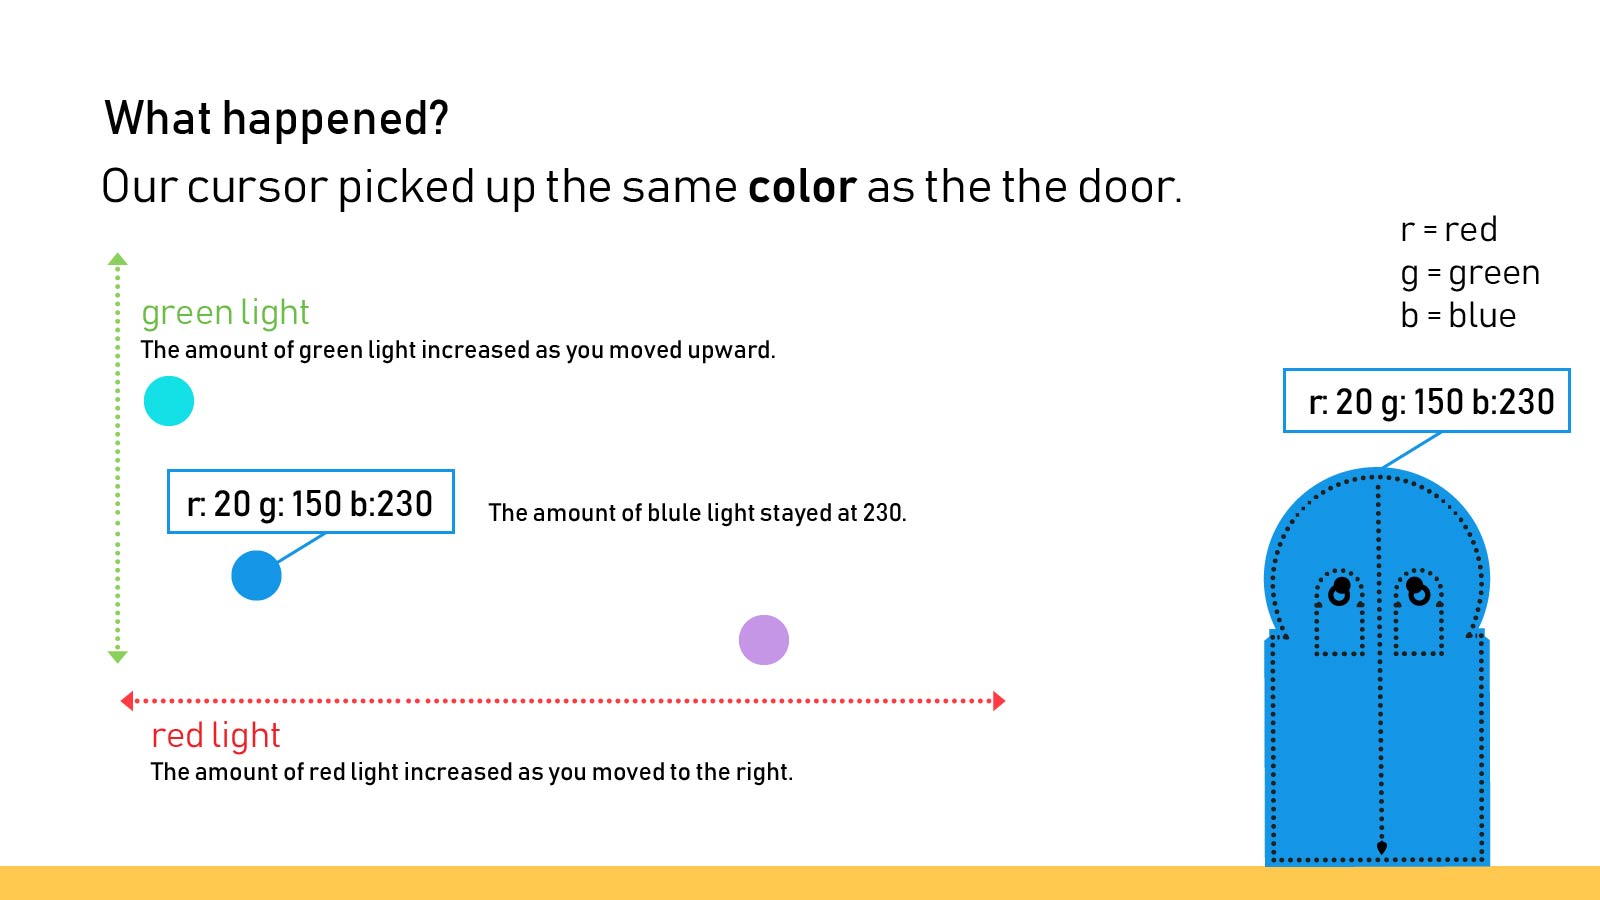 What happened?
Our cursor picked up the same color as the the door.
r = red
g = green
b = blue
green light
The amount of green light increased as you moved upward.
r: 20 g: 150 b:230
r: 20 g: 150 b:230
The amount of blule light stayed at 230.
red light
The amount of red light increased as you moved to the right.